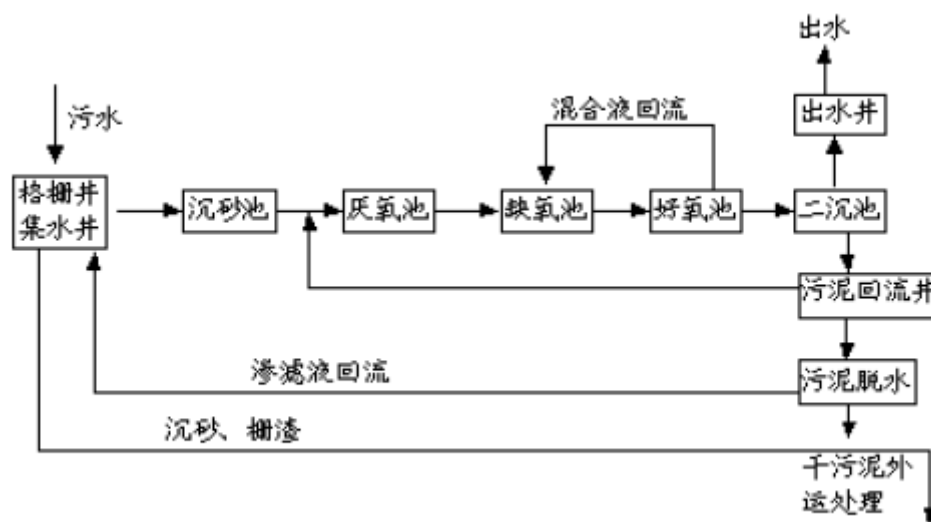 出水
污水
混合液回流
出水井
格栅井
集水井
沉砂池
厌氧池
缺氧池
好氧池
二沉池
污泥回流井
渗滤液回流
污泥脱水
沉砂、栅渣
干污泥外
运处理